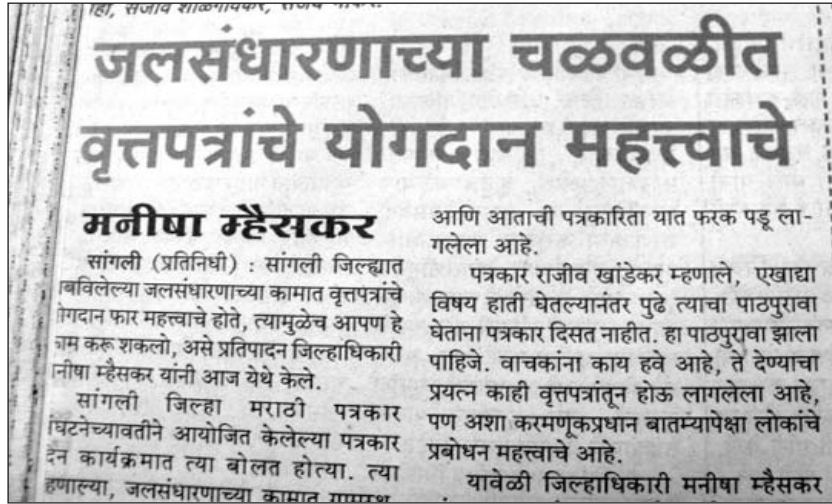 संजीव शाळगावकर, संजय
जलसंधारणाच्या चळवळीत
वृत्तपत्रांचे योगदान महत्त्वाचे
मनीषा म्हैसकर
सांगली (प्रतिनिधी) : सांगली जिल्ह्यात
बविलेल्या जलसंधारणाच्या कामात वृत्तपत्रांचे
ोगदान फार महत्त्वाचे होते, त्यामुळेच आपण हे
ाम करू शकलो, असे प्रतिपादन जिल्हाधिकारी
नीषा म्हैसकर यांनी आज येथे केले.
सांगली जिल्हा मराठी पत्रकार
घटनेच्यावतीने आयोजित केलेल्या पत्रकार
दिन कार्यक्रमात त्या बोलत होत्या. त्या
हणाल्या, जलसंधारणाच्या कामात
आणि आताची पत्रकारिता यात फरक पडू ला-
गलेला आहे.
पत्रकार राजीव खांडेकर म्हणाले, एखाद्या
विषय हाती घेतल्यानंतर पुढे त्याचा पाठपुरावा
घेताना पत्रकार दिसत नाहीत. हा पाठपुरावा झाला
पाहिजे. वाचकांना काय हवे आहे, ते देण्याचा
प्रयत्न काही वृत्तपत्रांतून होऊ लागलेला आहे,
पण अशा करमणूकप्रधान बातम्यापेक्षा लोकांचे
प्रबोधन महत्त्वाचे आहे.
यावेळी जिल्हाधिकारी मनीषा म्हैसकर